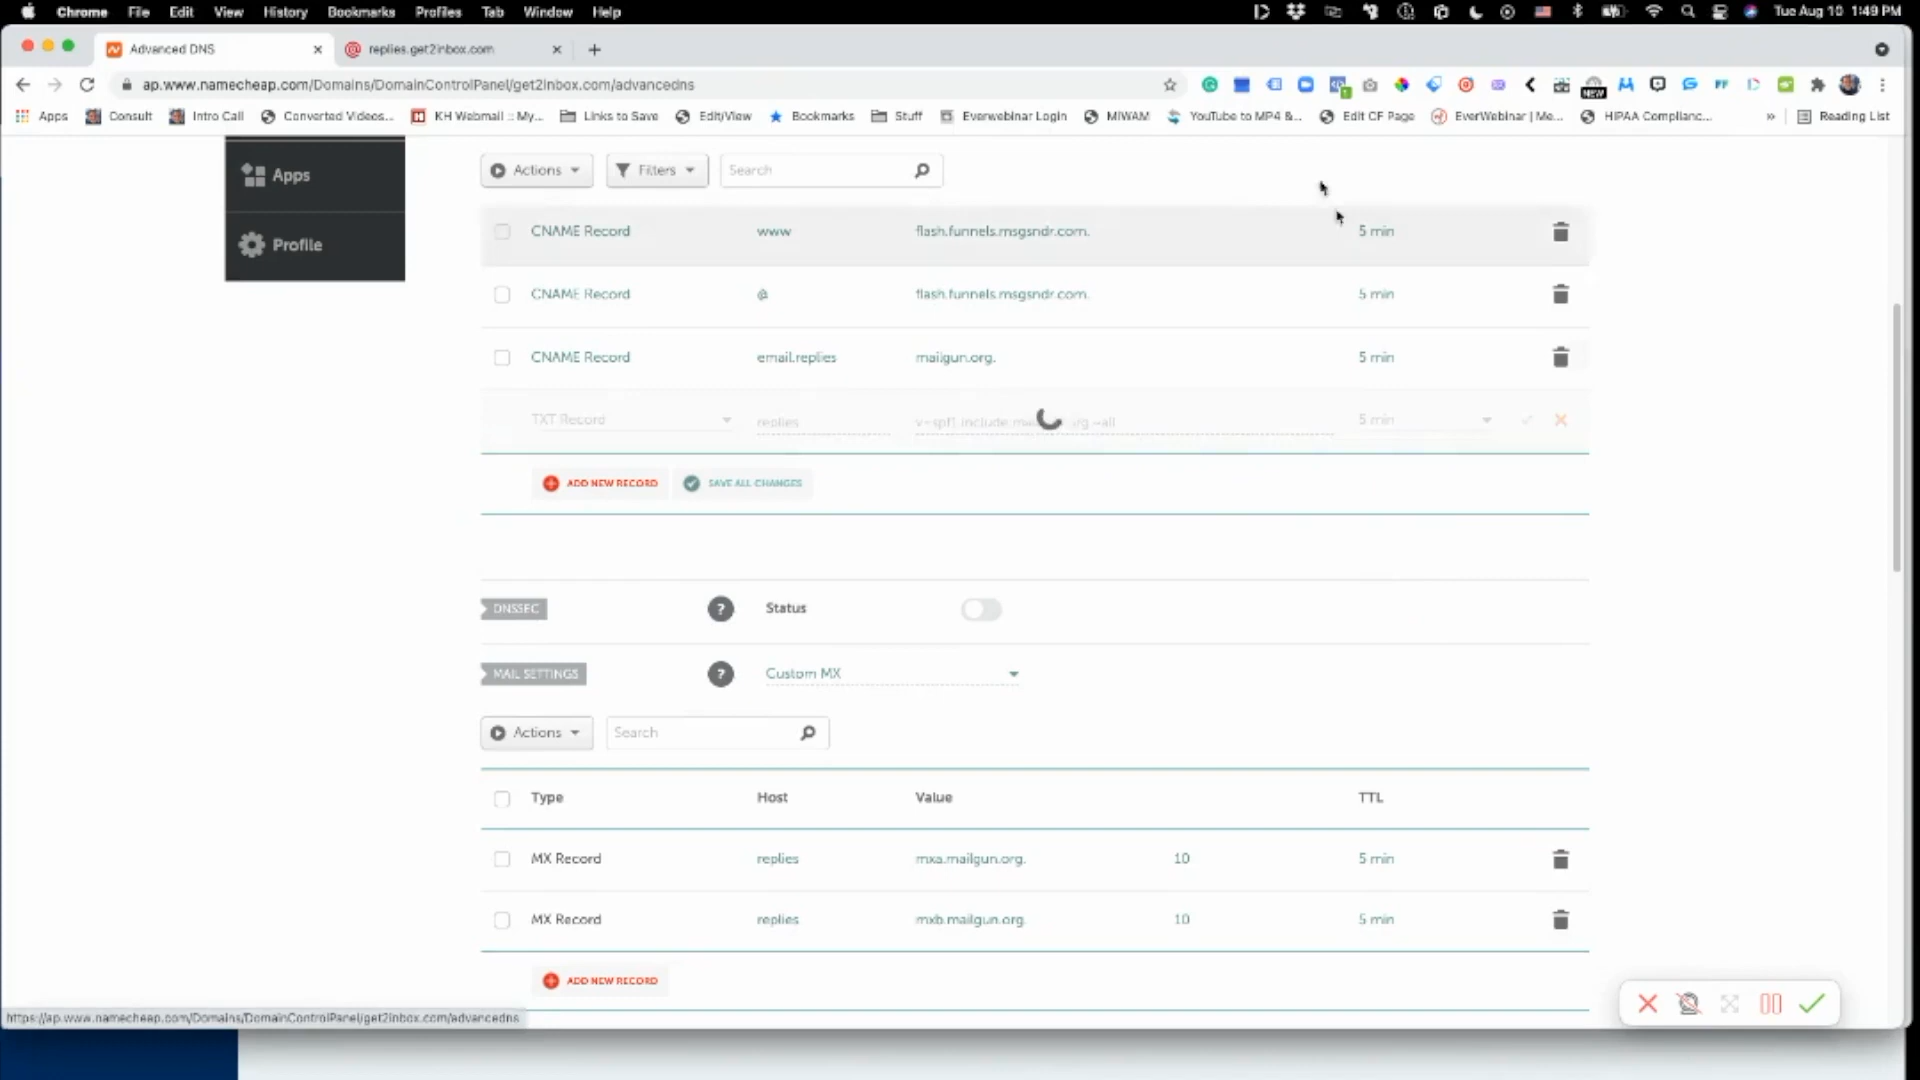 Chrome File Edit View History Bookmarks Profiles Tab Window Help Tue Aug 10 1:49 PM
Advanced DNS replies.get2inbox.com
ap.www.namecheap.com/Domains/DomainControlPanel/get2inbox.com/advancedns
NEW
Apps Consult Intro Call Converted Videos... KH Webmail :: My... Links to Save Edit/View Bookmarks Stuff Everwebinar Login MIWAM YouTube to MP4 &... Edit CF Page EverWebinar | Me... HIPAA Complianc... » Reading List
Apps
Profile
Actions Filters Search
CNAME Record www flash.funnels.msgsndr.com. 5 min
CNAME Record @ flash.funnels.msgsndr.com. 5 min
CNAME Record email.replies mailgun.org. 5 min
TXT Record replies v=spf1 ~all 5 min
ADD NEW RECORD SAVE ALL CHANGES
DNSSEC ? Status
MAIL SETTINGS ? Custom MX
Actions Search
Type Host Value TTL
MX Record replies mxa.mailgun.org. 10 5 min
MX Record replies mxb.mailgun.org. 10 5 min
ADD NEW RECORD
https://ap.www.namecheap.com/Domains/DomainControlPanel/get2inbox.com/advancedns